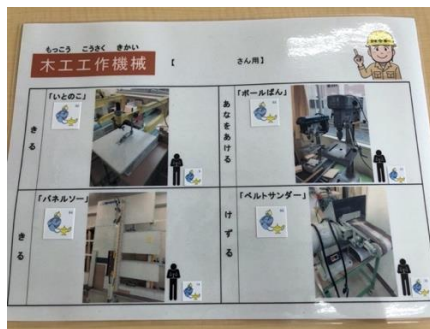 もっこう こうさく きかい
木工工作機械
【 さん用】
「いとのこ」
きる
「ボールばん」
あなをあける
「パネルソー」
きる
「ベルトサンダー」
けずる